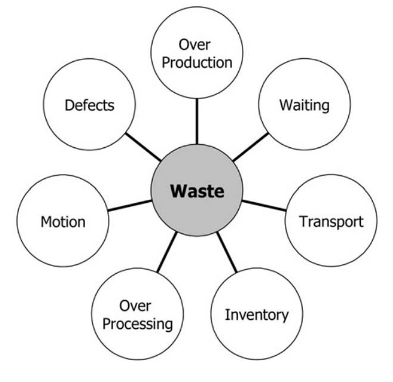 Over
Production
Defects
Waiting
Waste
Motion
Transport
Over
Processing
Inventory